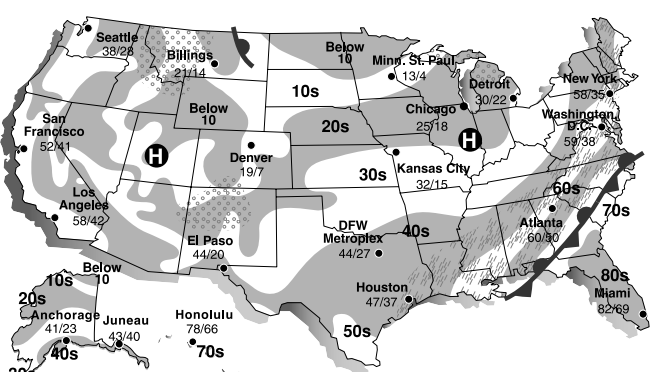 Seattle
38/28
Billings
21/14
Below
10
Minn. St. Paul
13/4
Detroit
30/22
New York
58/35
10s
Below
10
Chicago
25/18
Washington,
D.C.
59/38
San
Francisco
52/41
20s
H
H
Denver
19/7
30s
Kansas City
32/15
Los
Angeles
58/42
60s
70s
Atlanta
60/50
El Paso
44/20
DFW
Metroplex
44/27
40s
Houston
47/37
80s
Miami
82/69
50s
10s
Below
10
20s
Anchorage
41/23
40s
Juneau
43/40
Honolulu
78/66
70s